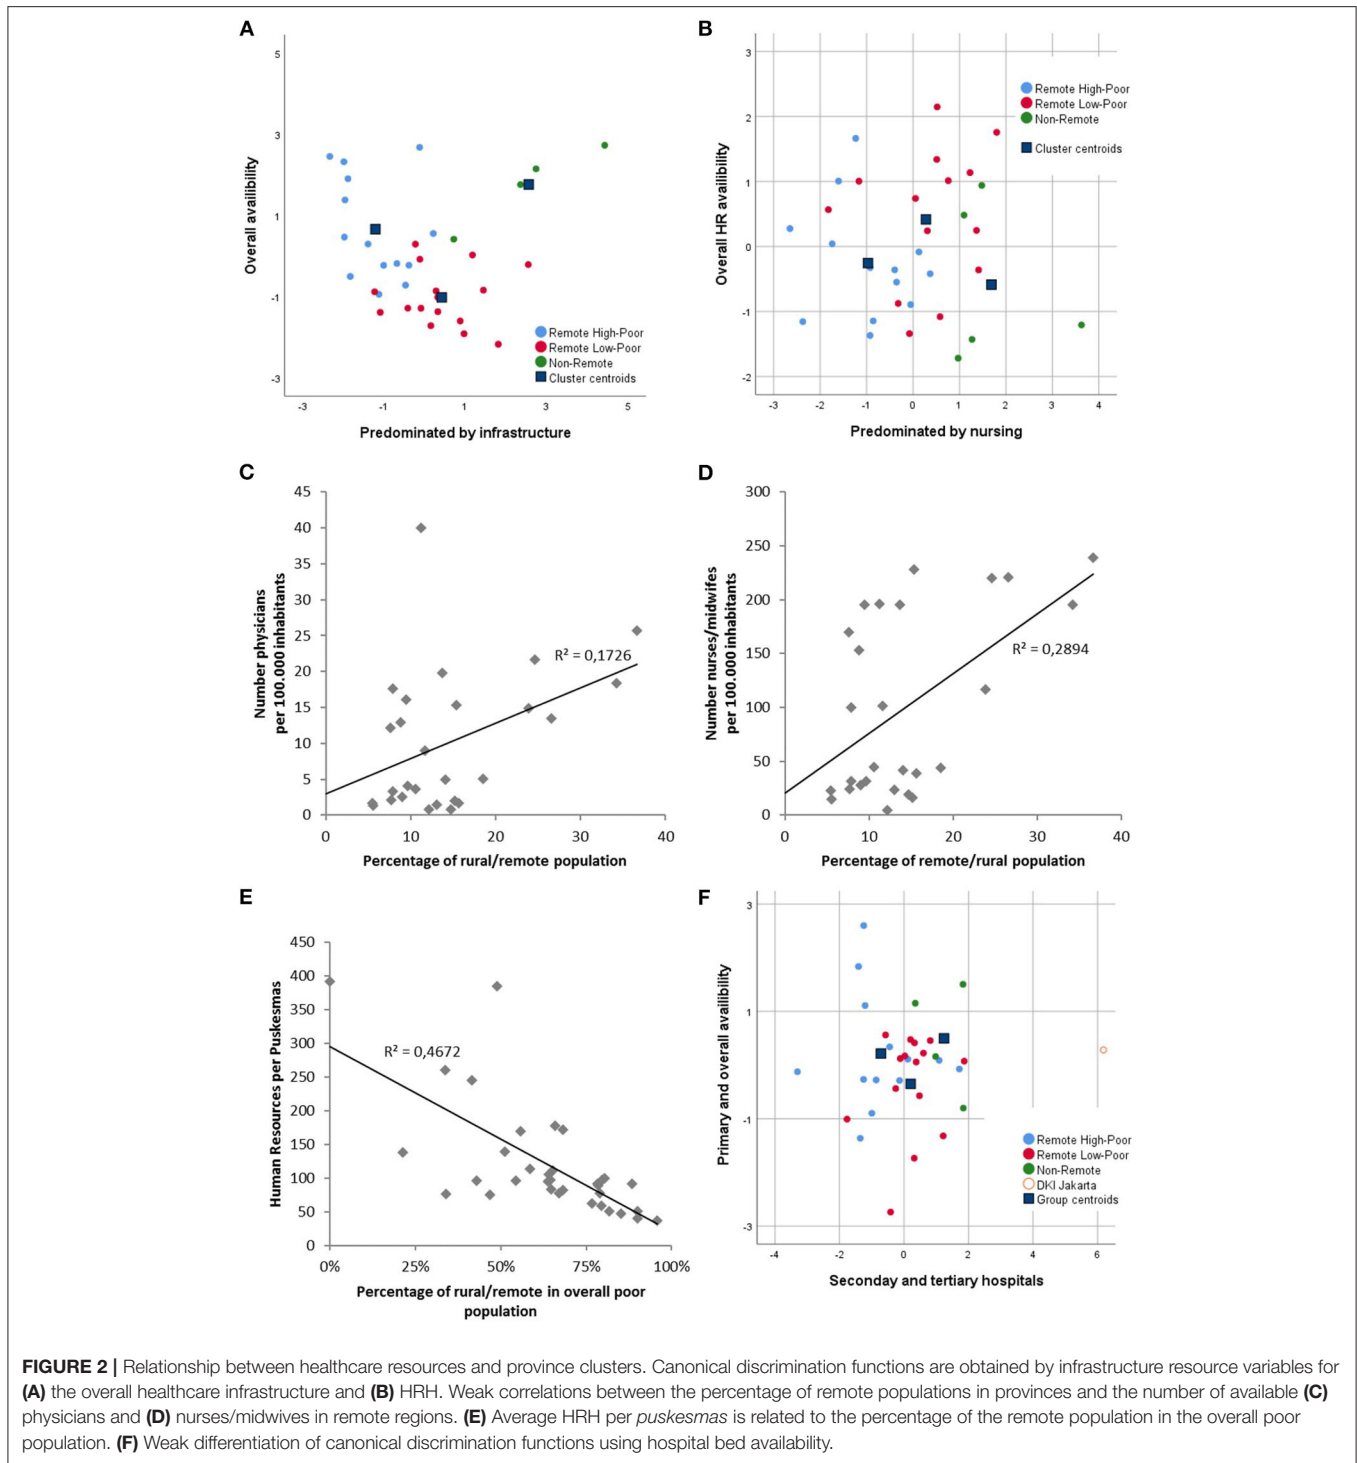 A
Overall availibility
5
3
1
-1
-3
-3 -1 1 3 5
Predominated by infrastructure
Remote High-Poor
Remote Low-Poor
Non-Remote
Cluster centroids
B
Overall HR availibility
3
2
1
0
-1
-2
-3 -2 -1 0 1 2 3 4
Predominated by nursing
Remote High-Poor
Remote Low-Poor
Non-Remote
Cluster centroids
C
Number physicians
per 100.000 inhabitants
45
40
35
30
25
20
15
10
5
0
R² = 0,1726
0 10 20 30 40
Percentage of rural/remote population
D
Number nurses/midwifes
per 100.000 inhabitants
300
250
200
150
100
50
0
R² = 0,2894
0 10 20 30 40
Percentage of remote/rural population
E
Human Resources per Puskesmas
450
400
350
300
250
200
150
100
50
0
R² = 0,4672
0% 25% 50% 75% 100%
Percentage of rural/remote in overall poor
population
F
Primary and overall availibility
3
1
-1
-3
-4 -2 0 2 4 6
Seconday and tertiary hospitals
Remote High-Poor
Remote Low-Poor
Non-Remote
DKI Jakarta
Group centroids
FIGURE 2 | Relationship between healthcare resources and province clusters. Canonical discrimination functions are obtained by infrastructure resource variables for
(A) the overall healthcare infrastructure and (B) HRH. Weak correlations between the percentage of remote populations in provinces and the number of available (C)
physicians and (D) nurses/midwives in remote regions. (E) Average HRH per puskesmas is related to the percentage of the remote population in the overall poor
population. (F) Weak differentiation of canonical discrimination functions using hospital bed availability.